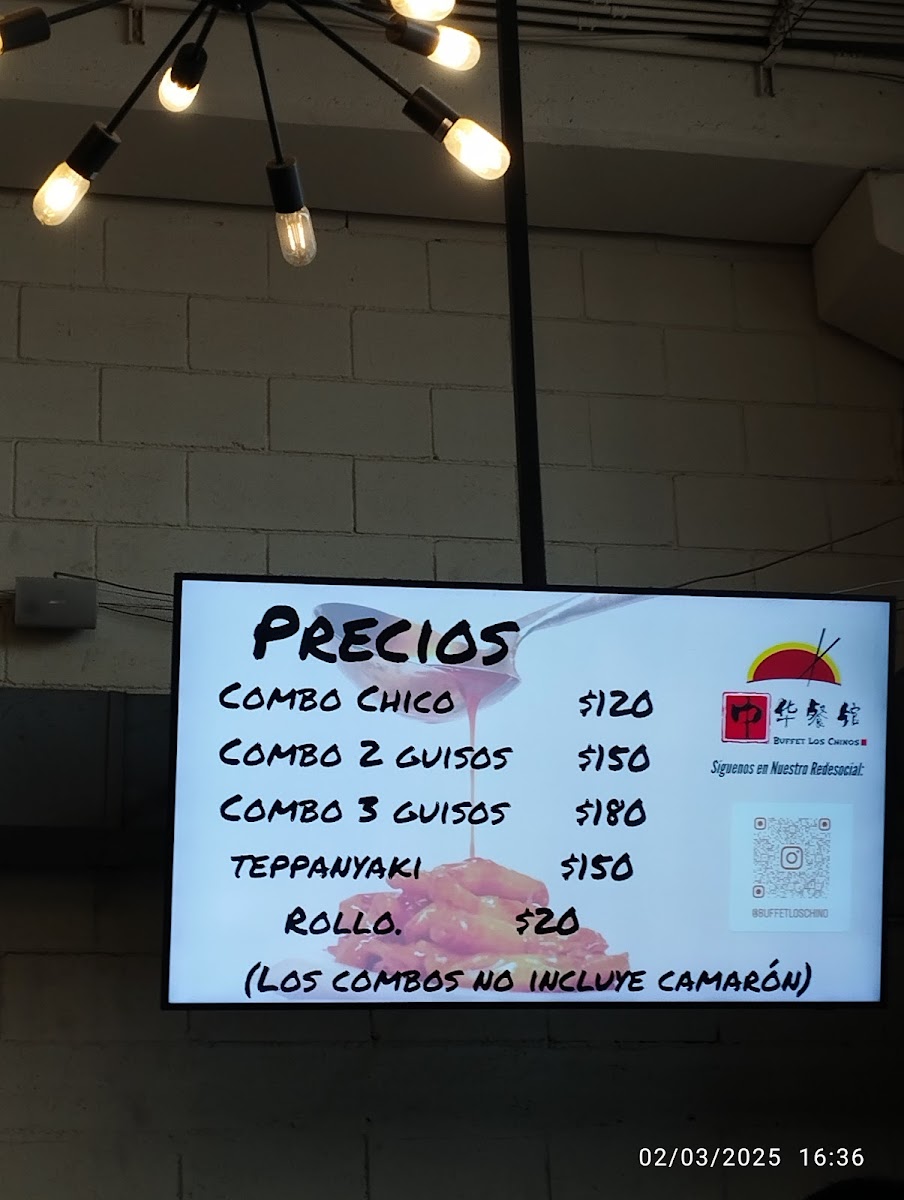 PRECIOS
COMBO CHICO $120
COMBO 2 GUISOS $150
COMBO 3 GUISOS $180
TEPPANYAKI $150
ROLLO. $20
(LOS COMBOS NO INCLUYE CAMARÓN)
中华餐馆
BUFFET LOS CHINOS
Síguenos en Nuestra Redesocial:
@BUFFETLOSCHINO
02/03/2025 16:36